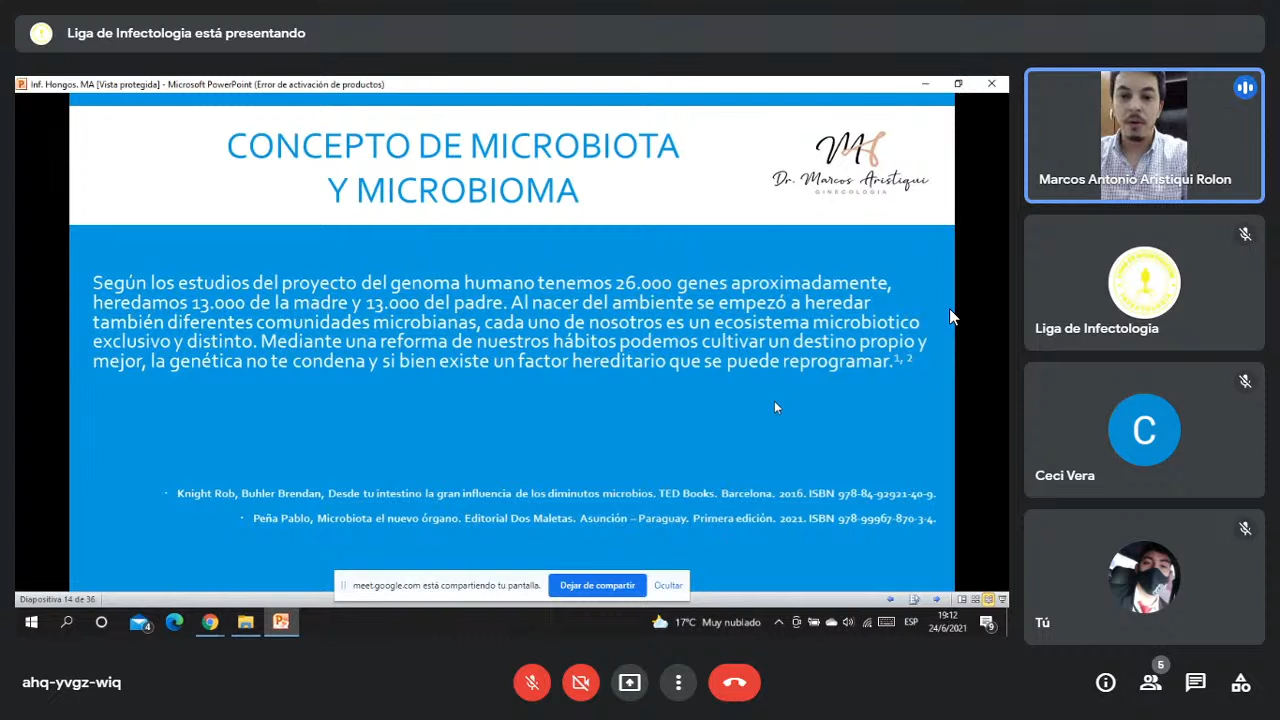 Liga de Infectologia está presentando
Inf. Hongos. MA [Vista protegida] - Microsoft PowerPoint (Error de activación de productos)
CONCEPTO DE MICROBIOTA
Y MICROBIOMA
MA
Dr. Marcos Aristiqui
GINECOLOGIA
Según los estudios del proyecto del genoma humano tenemos 26.000 genes aproximadamente,
heredamos 13.000 de la madre y 13.000 del padre. Al nacer del ambiente se empezó a heredar
también diferentes comunidades microbianas, cada uno de nosotros es un ecosistema microbiotico
exclusivo y distinto. Mediante una reforma de nuestros hábitos podemos cultivar un destino propio y
mejor, la genética no te condena y si bien existe un factor hereditario que se puede reprogramar.1, 2
· Knight Rob, Buhler Brendan, Desde tu intestino la gran influencia de los diminutos microbios. TED Books. Barcelona. 2016. ISBN 978-84-92921-40-9.
· Peña Pablo, Microbiota el nuevo órgano. Editorial Dos Maletas. Asunción – Paraguay. Primera edición. 2021. ISBN 978-99967-870-3-4.
meet.google.com está compartiendo tu pantalla.
Dejar de compartir
Ocultar
Diapositiva 14 de 36
4
17°C Muy nublado
ESP
19:12
24/6/2021
9
Marcos Antonio Aristiqui Rolon
Liga de Infectologia
C
Ceci Vera
Tú
ahq-yvgz-wiq
5